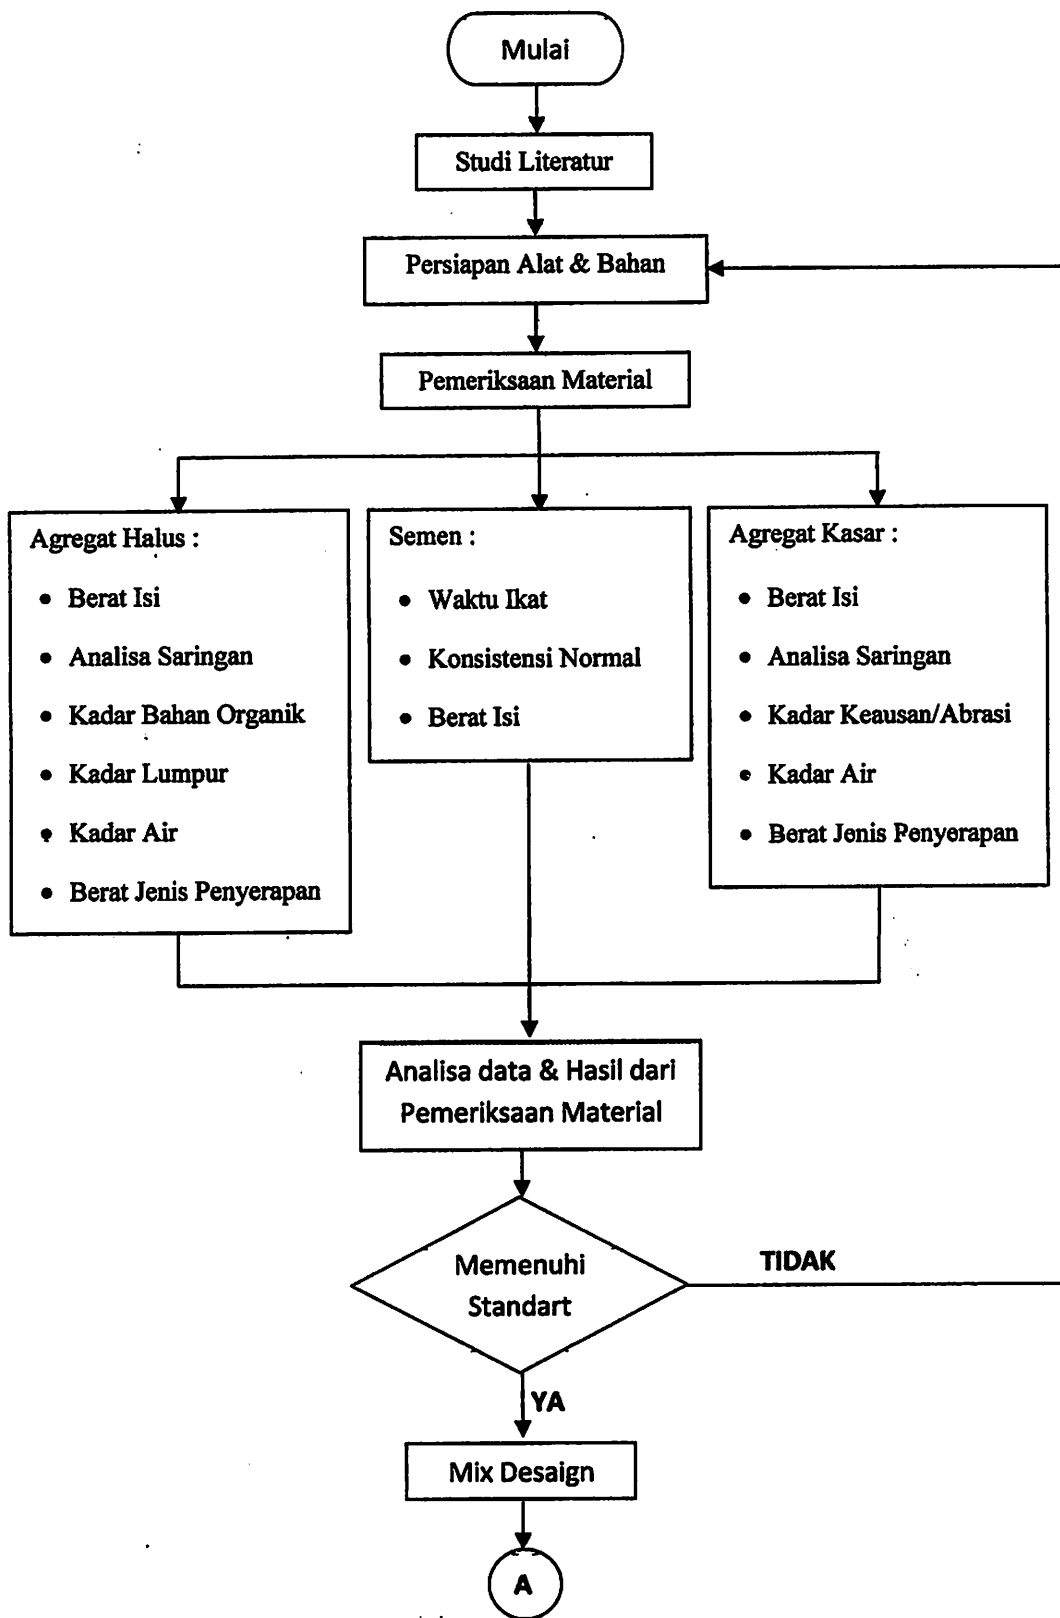 Mulai
Studi Literatur
Persiapan Alat & Bahan
Pemeriksaan Material
Agregat Halus :
• Berat Isi
• Analisa Saringan
• Kadar Bahan Organik
• Kadar Lumpur
• Kadar Air
• Berat Jenis Penyerapan
Semen :
• Waktu Ikat
• Konsistensi Normal
• Berat Isi
Agregat Kasar :
• Berat Isi
• Analisa Saringan
• Kadar Keausan/Abrasi
• Kadar Air
• Berat Jenis Penyerapan
Analisa data & Hasil dari
Pemeriksaan Material
Memenuhi
Standart
TIDAK
YA
Mix Desaign
A